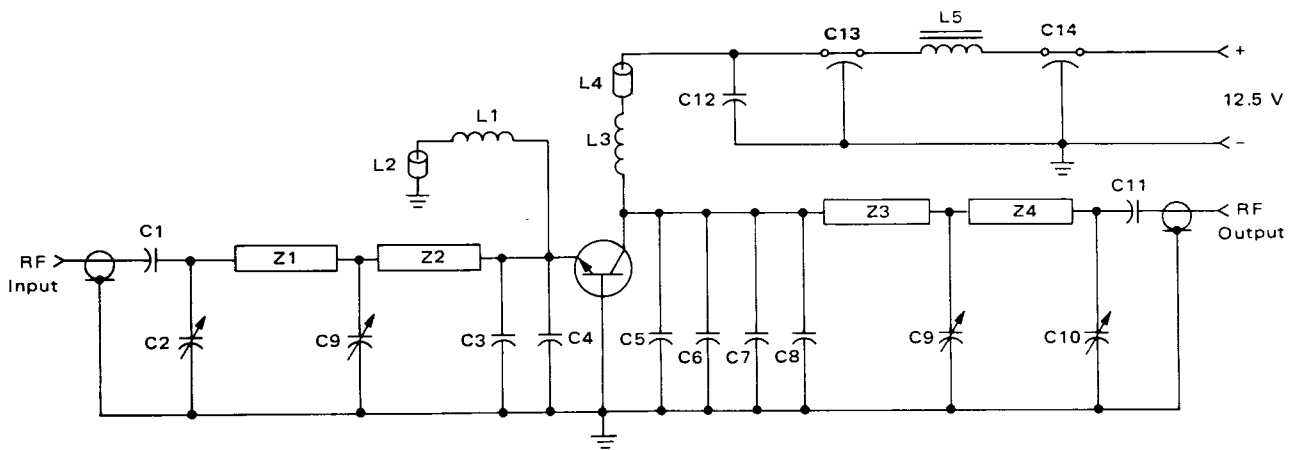 L5
C13
C14
+
L4
C12
12.5 V
L1
L3
L2
–
C11
C1
Z3
Z4
RF
Output
RF
Input
Z1
Z2
C2
C9
C3
C4
C5
C6
C7
C8
C9
C10